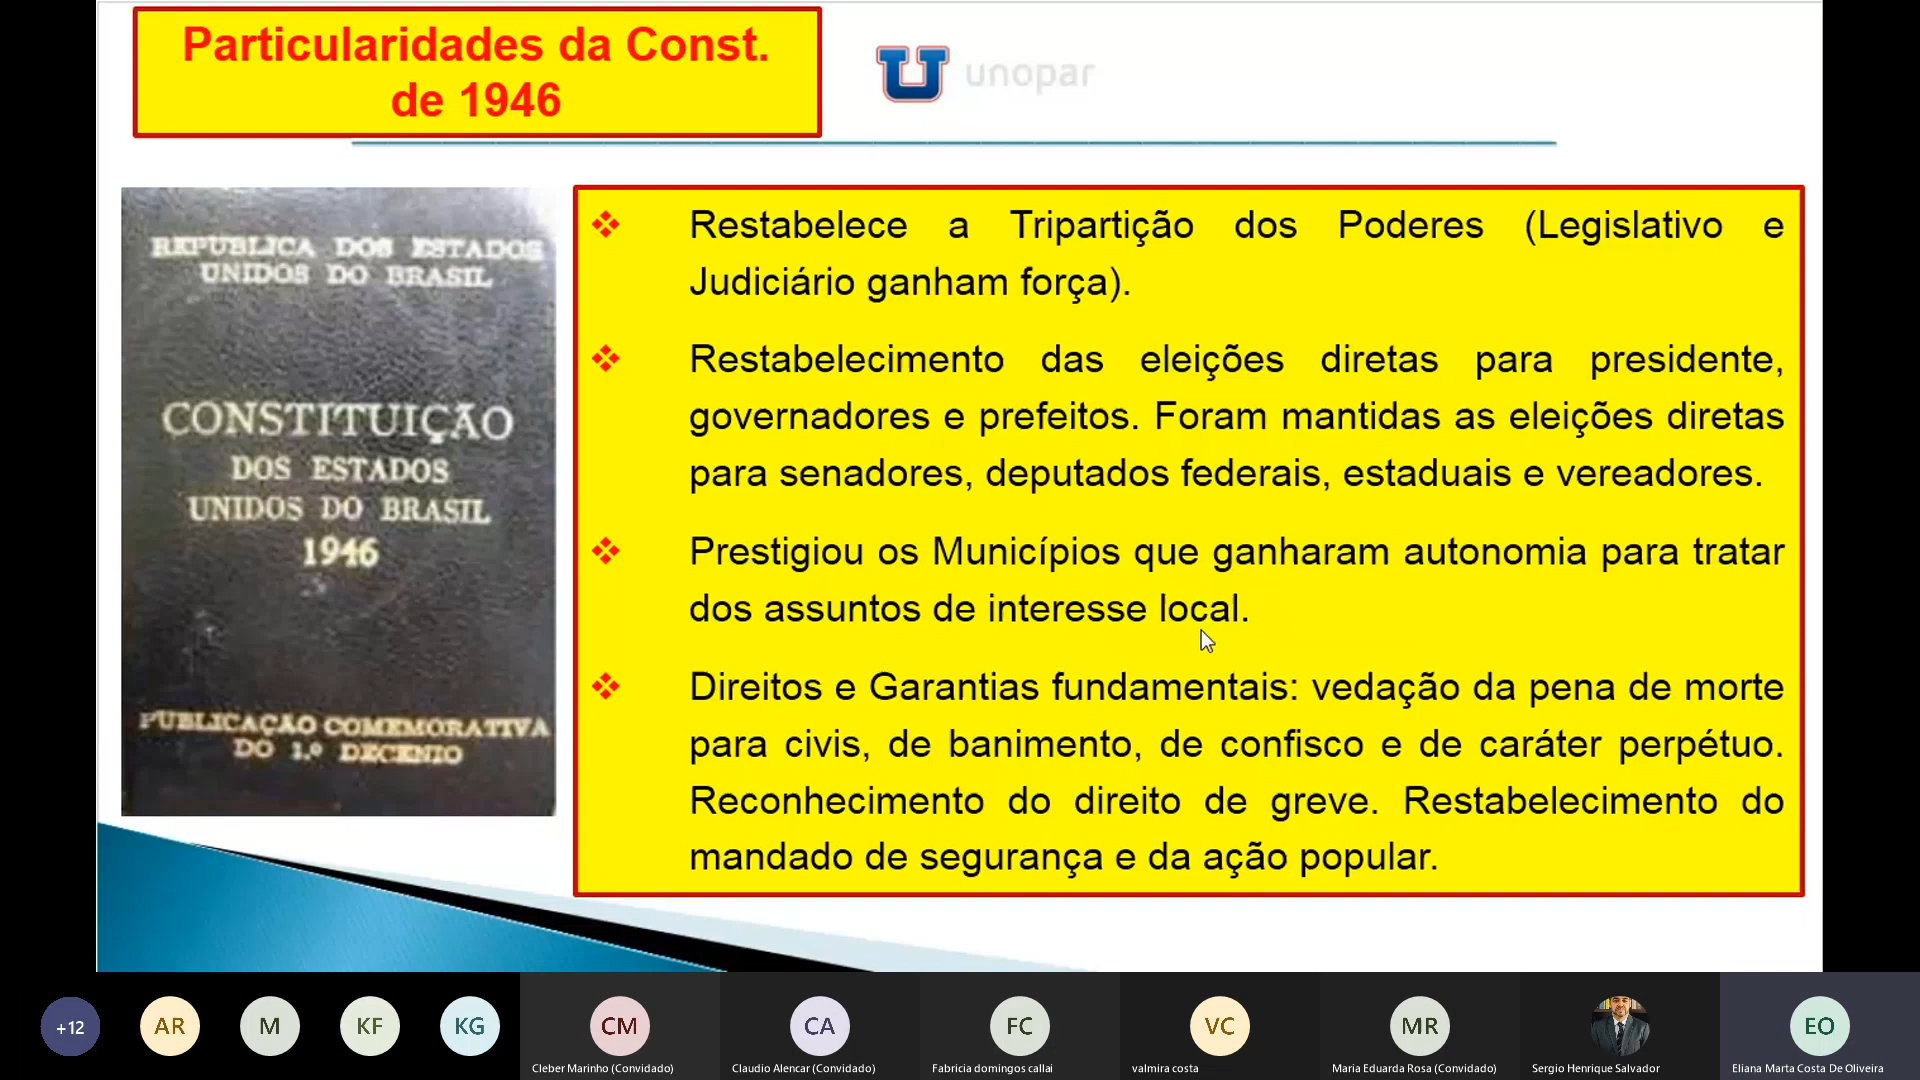 Particularidades da Const.
de 1946
unopar
REPUBLICA DOS ESTADOS
UNIDOS DO BRASIL
CONSTITUIÇÃO
DOS ESTADOS
UNIDOS DO BRASIL
1946
PUBLICAÇÃO COMEMORATIVA
DO 1.º DECENIO
Restabelece a Tripartição dos Poderes (Legislativo e
Judiciário ganham força).
Restabelecimento das eleições diretas para presidente,
governadores e prefeitos. Foram mantidas as eleições diretas
para senadores, deputados federais, estaduais e vereadores.
Prestigiou os Municípios que ganharam autonomia para tratar
dos assuntos de interesse local.
Direitos e Garantias fundamentais: vedação da pena de morte
para civis, de banimento, de confisco e de caráter perpétuo.
Reconhecimento do direito de greve. Restabelecimento do
mandado de segurança e da ação popular.
+12
AR
M
KF
KG
CM
CA
FC
VC
MR
EO
Cleber Marinho (Convidado)
Claudio Alencar (Convidado)
Fabricia domingos callai
valmira costa
Maria Eduarda Rosa (Convidado)
Sergio Henrique Salvador
Eliana Marta Costa De Oliveira